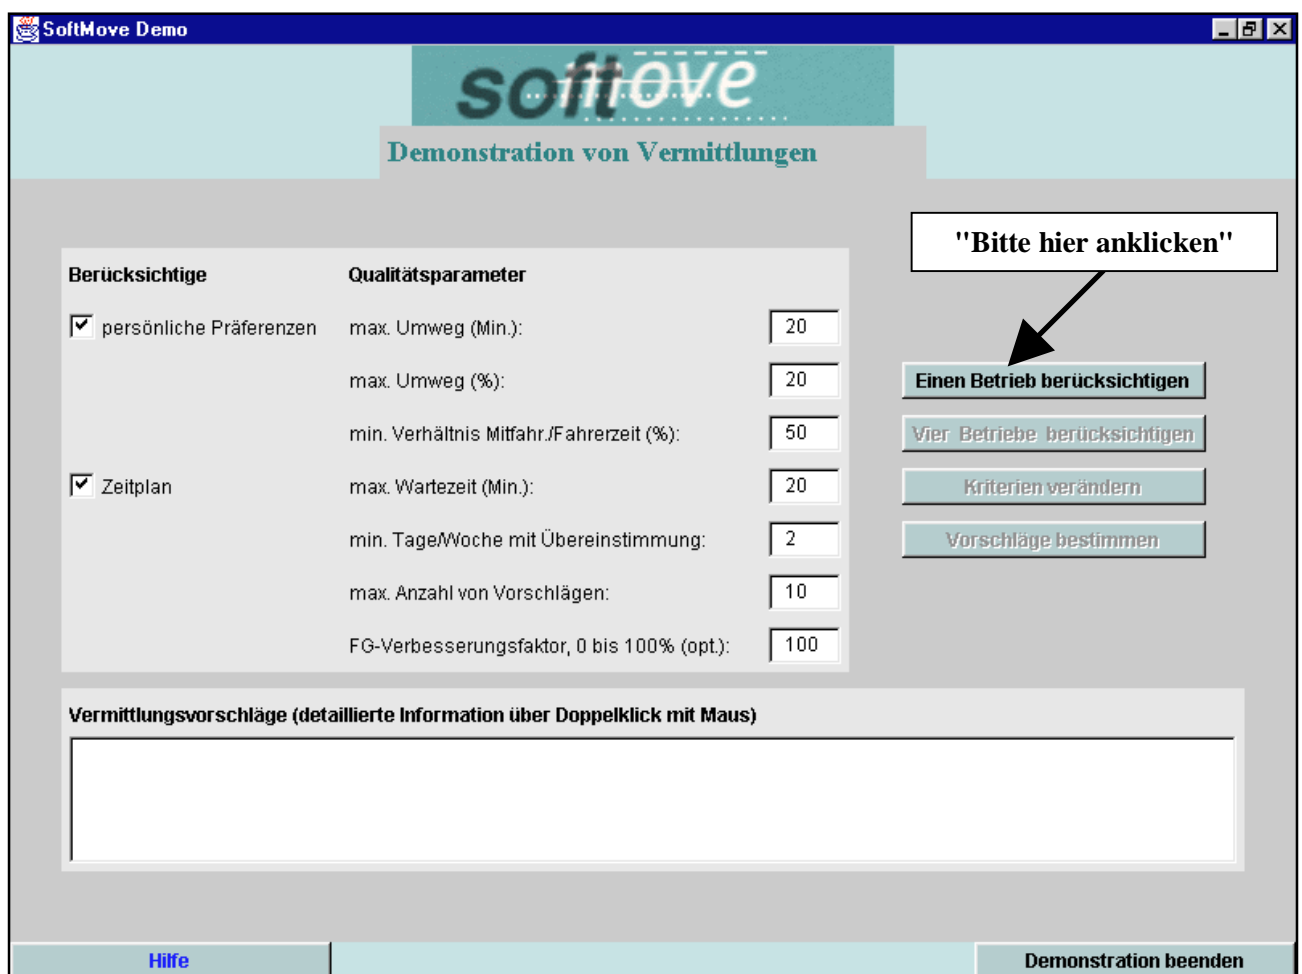 SoftMove Demo
softmove
Demonstration von Vermittlungen
"Bitte hier anklicken"
Berücksichtige Qualitätsparameter
persönliche Präferenzen max. Umweg (Min.): 20
max. Umweg (%): 20
Einen Betrieb berücksichtigen
min. Verhältnis Mitfahr./Fahrerzeit (%): 50
Vier Betriebe berücksichtigen
Zeitplan max. Wartezeit (Min.): 20
Kriterien verändern
min. Tage/Woche mit Übereinstimmung: 2
Vorschläge bestimmen
max. Anzahl von Vorschlägen: 10
FG-Verbesserungsfaktor, 0 bis 100% (opt.): 100
Vermittlungsvorschläge (detaillierte Information über Doppelklick mit Maus)
Hilfe
Demonstration beenden